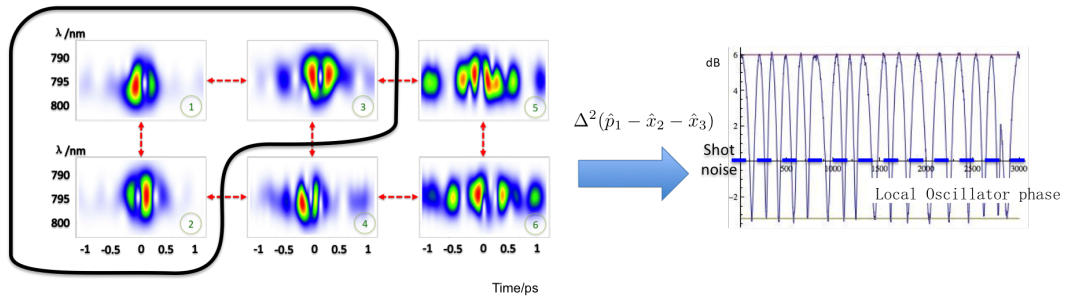 λ/nm
790
795
800
1
3
5
λ/nm
790
795
800
2
4
6
-1 -0.5 0 0.5 1
-1 -0.5 0 0.5 1
-1 -0.5 0 0.5 1
Time/ps
Δ²(p̂₁ − x̂₂ − x̂₃)
dB
6
4
2
Shot
noise
500
1500
2000
2500
3000
Local Oscillator phase
−2